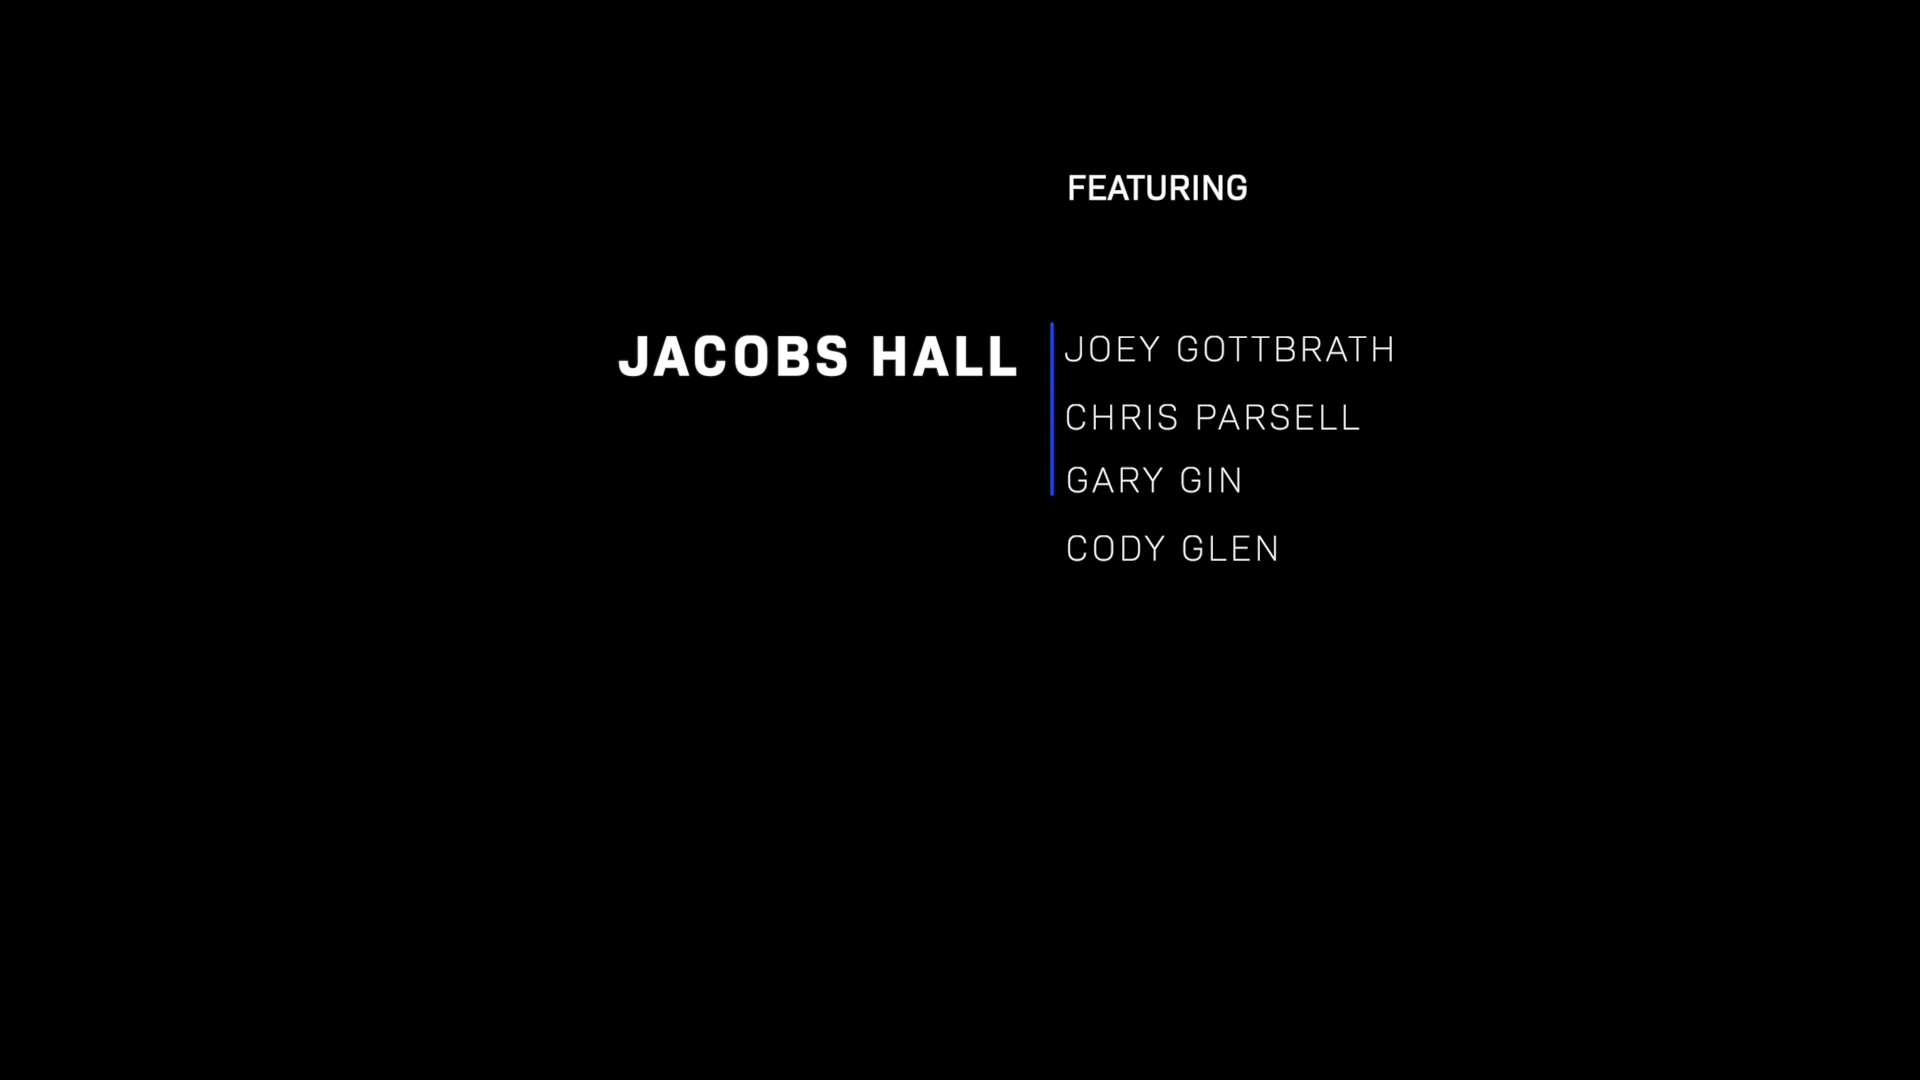 FEATURING
JACOBS HALL
JOEY GOTTBRATH
CHRIS PARSELL
GARY GIN
CODY GLEN